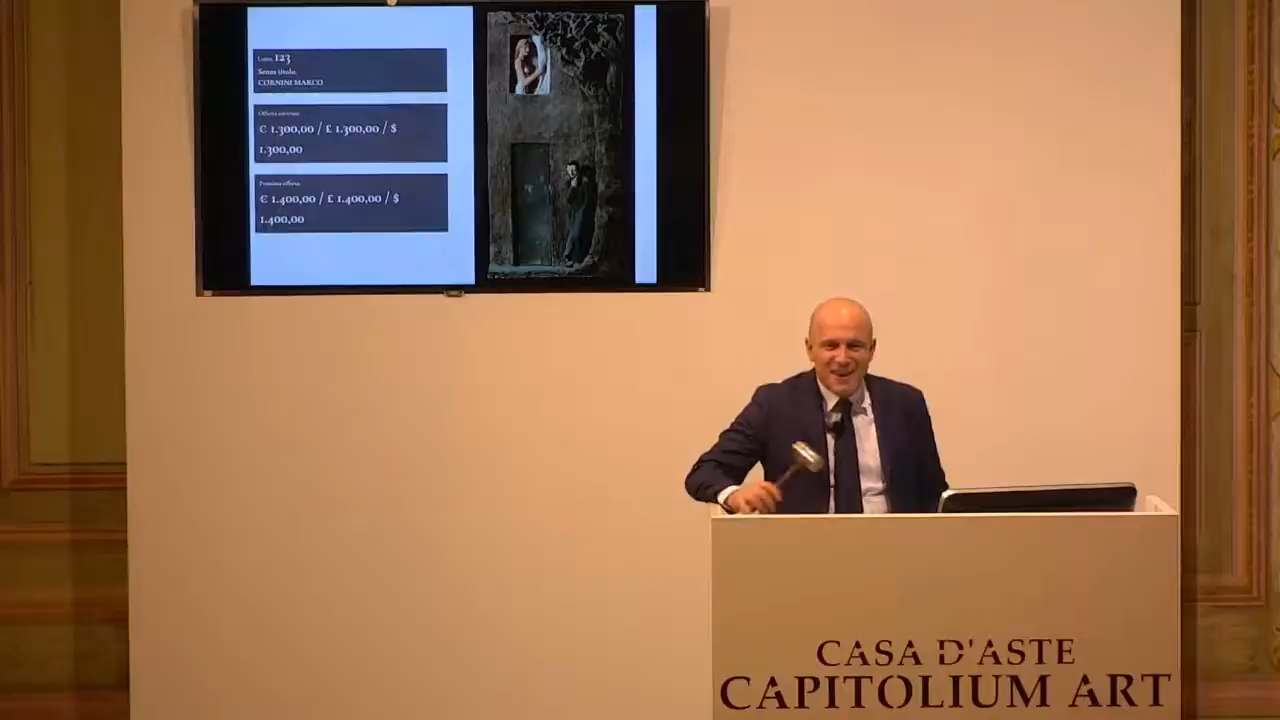 Lotto: 123
Senza titolo,
CORNINI MARCO
Offerta corrente:
€ 1.300,00 / £ 1.300,00 / $
1.300,00
Prossima offerta:
€ 1.400,00 / £ 1.400,00 / $
1.400,00
CASA D'ASTE
CAPITOLIUM ART